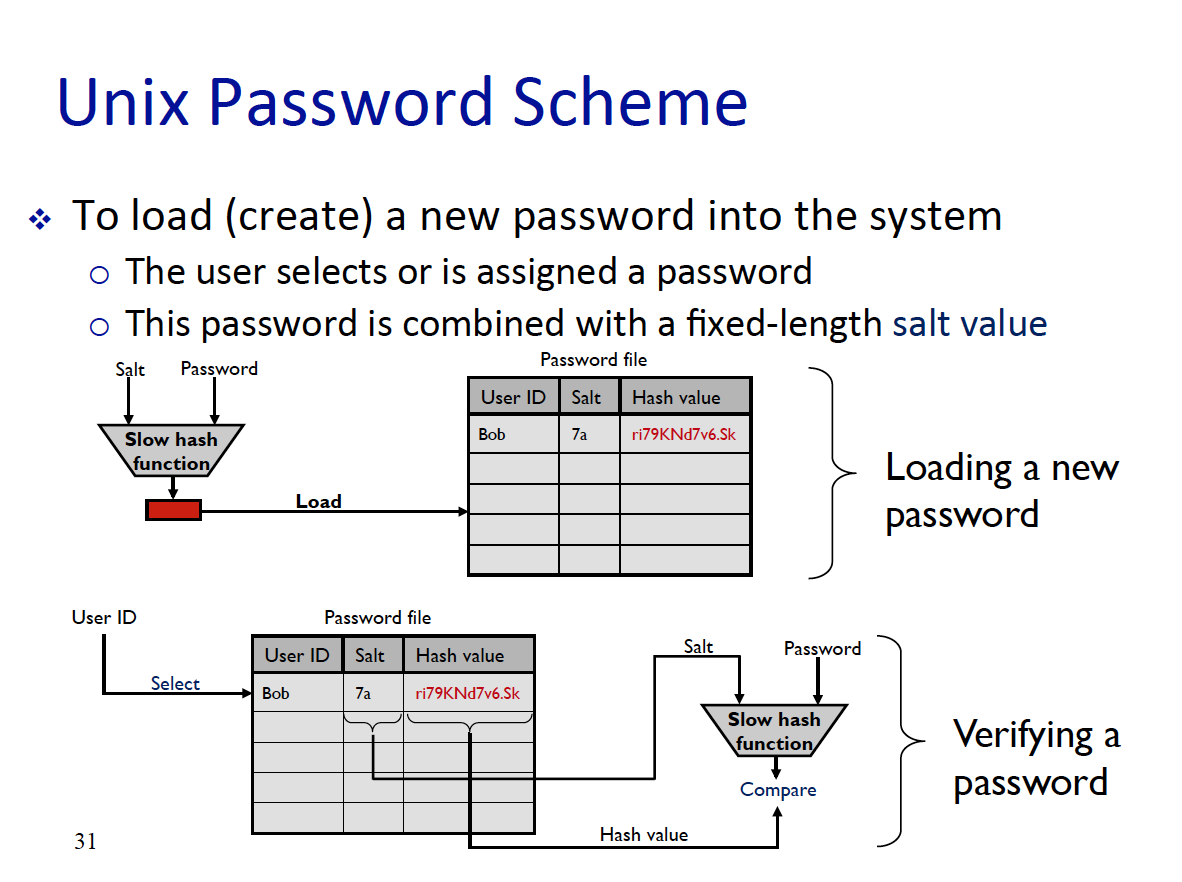 Unix Password Scheme
To load (create) a new password into the system
The user selects or is assigned a password
This password is combined with a fixed-length salt value
Salt
Password
Slow hash
function
Load
Password file
User ID Salt Hash value
Bob 7a ri79KNd7v6.Sk
Loading a new
password
User ID
Select
Password file
User ID Salt Hash value
Bob 7a ri79KNd7v6.Sk
Salt
Password
Slow hash
function
Compare
Hash value
Verifying a
password
31